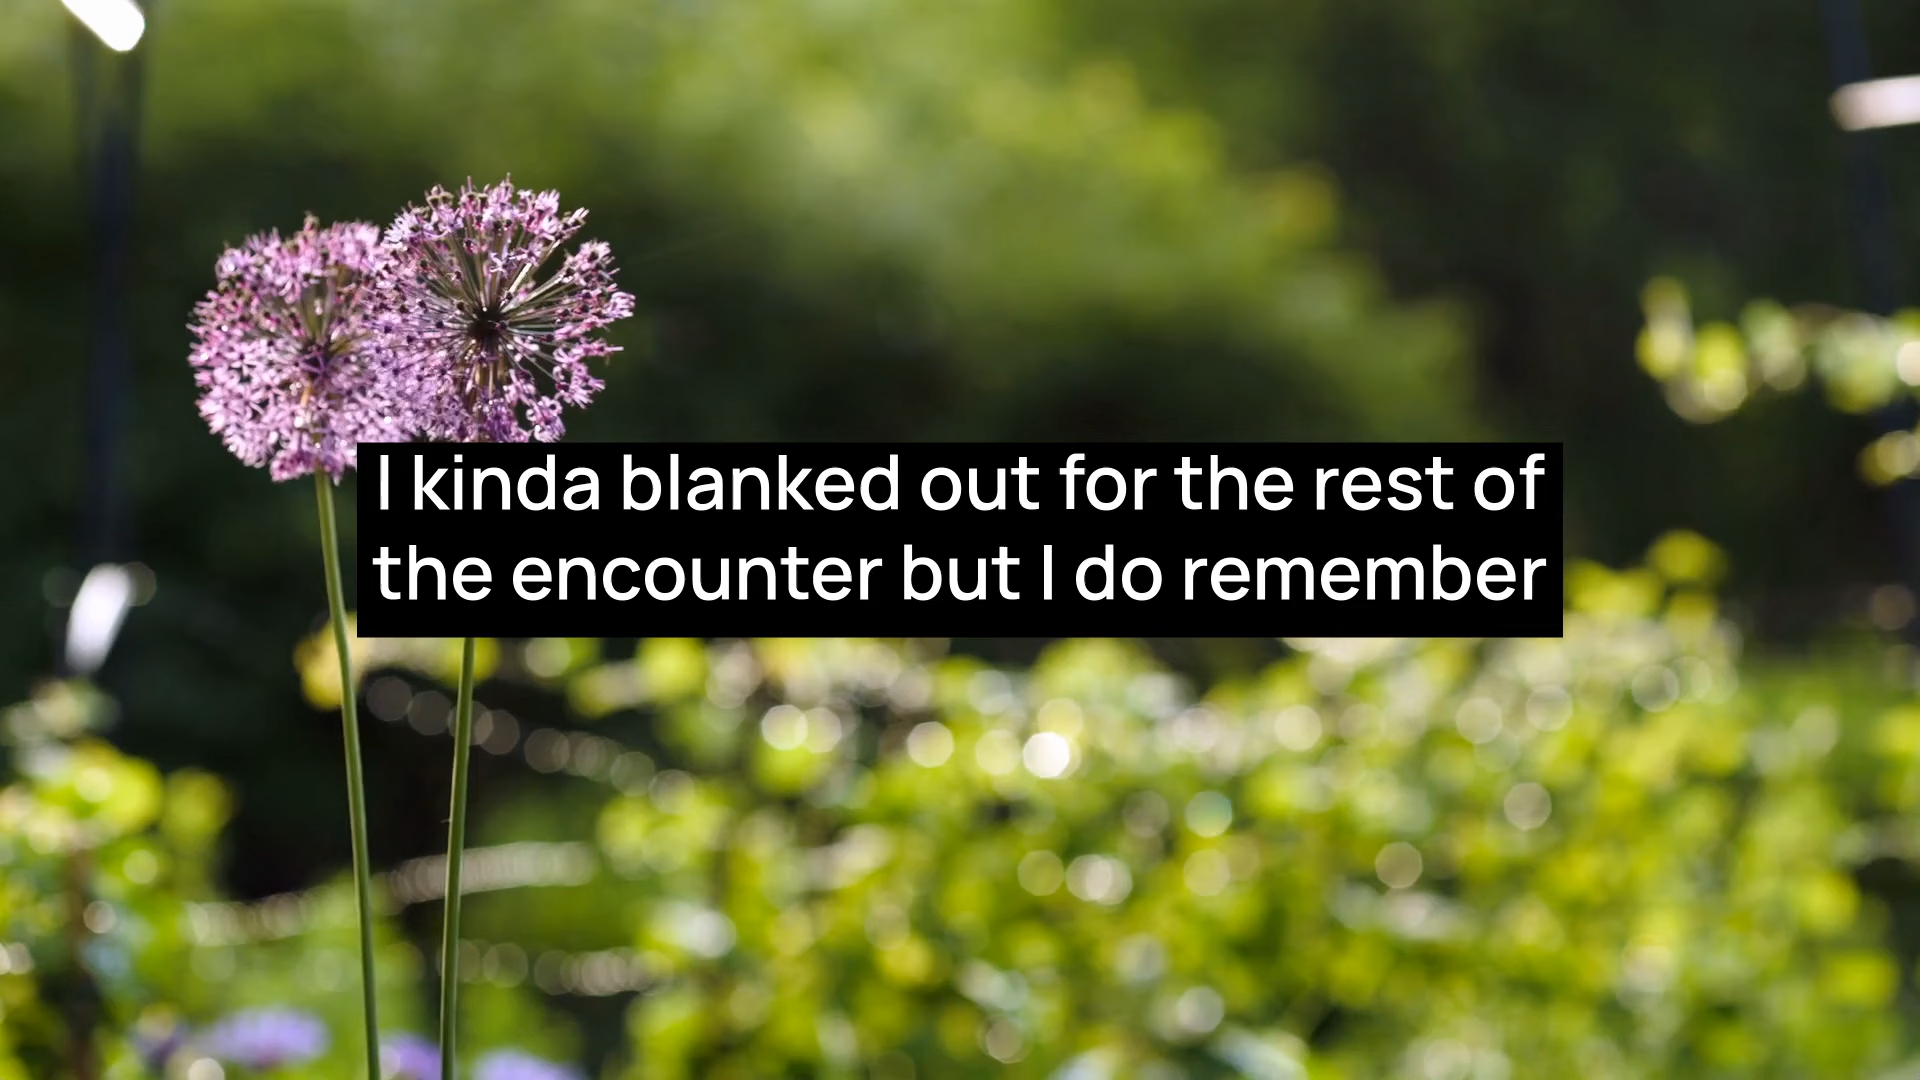 I kinda blanked out for the rest of
the encounter but I do remember